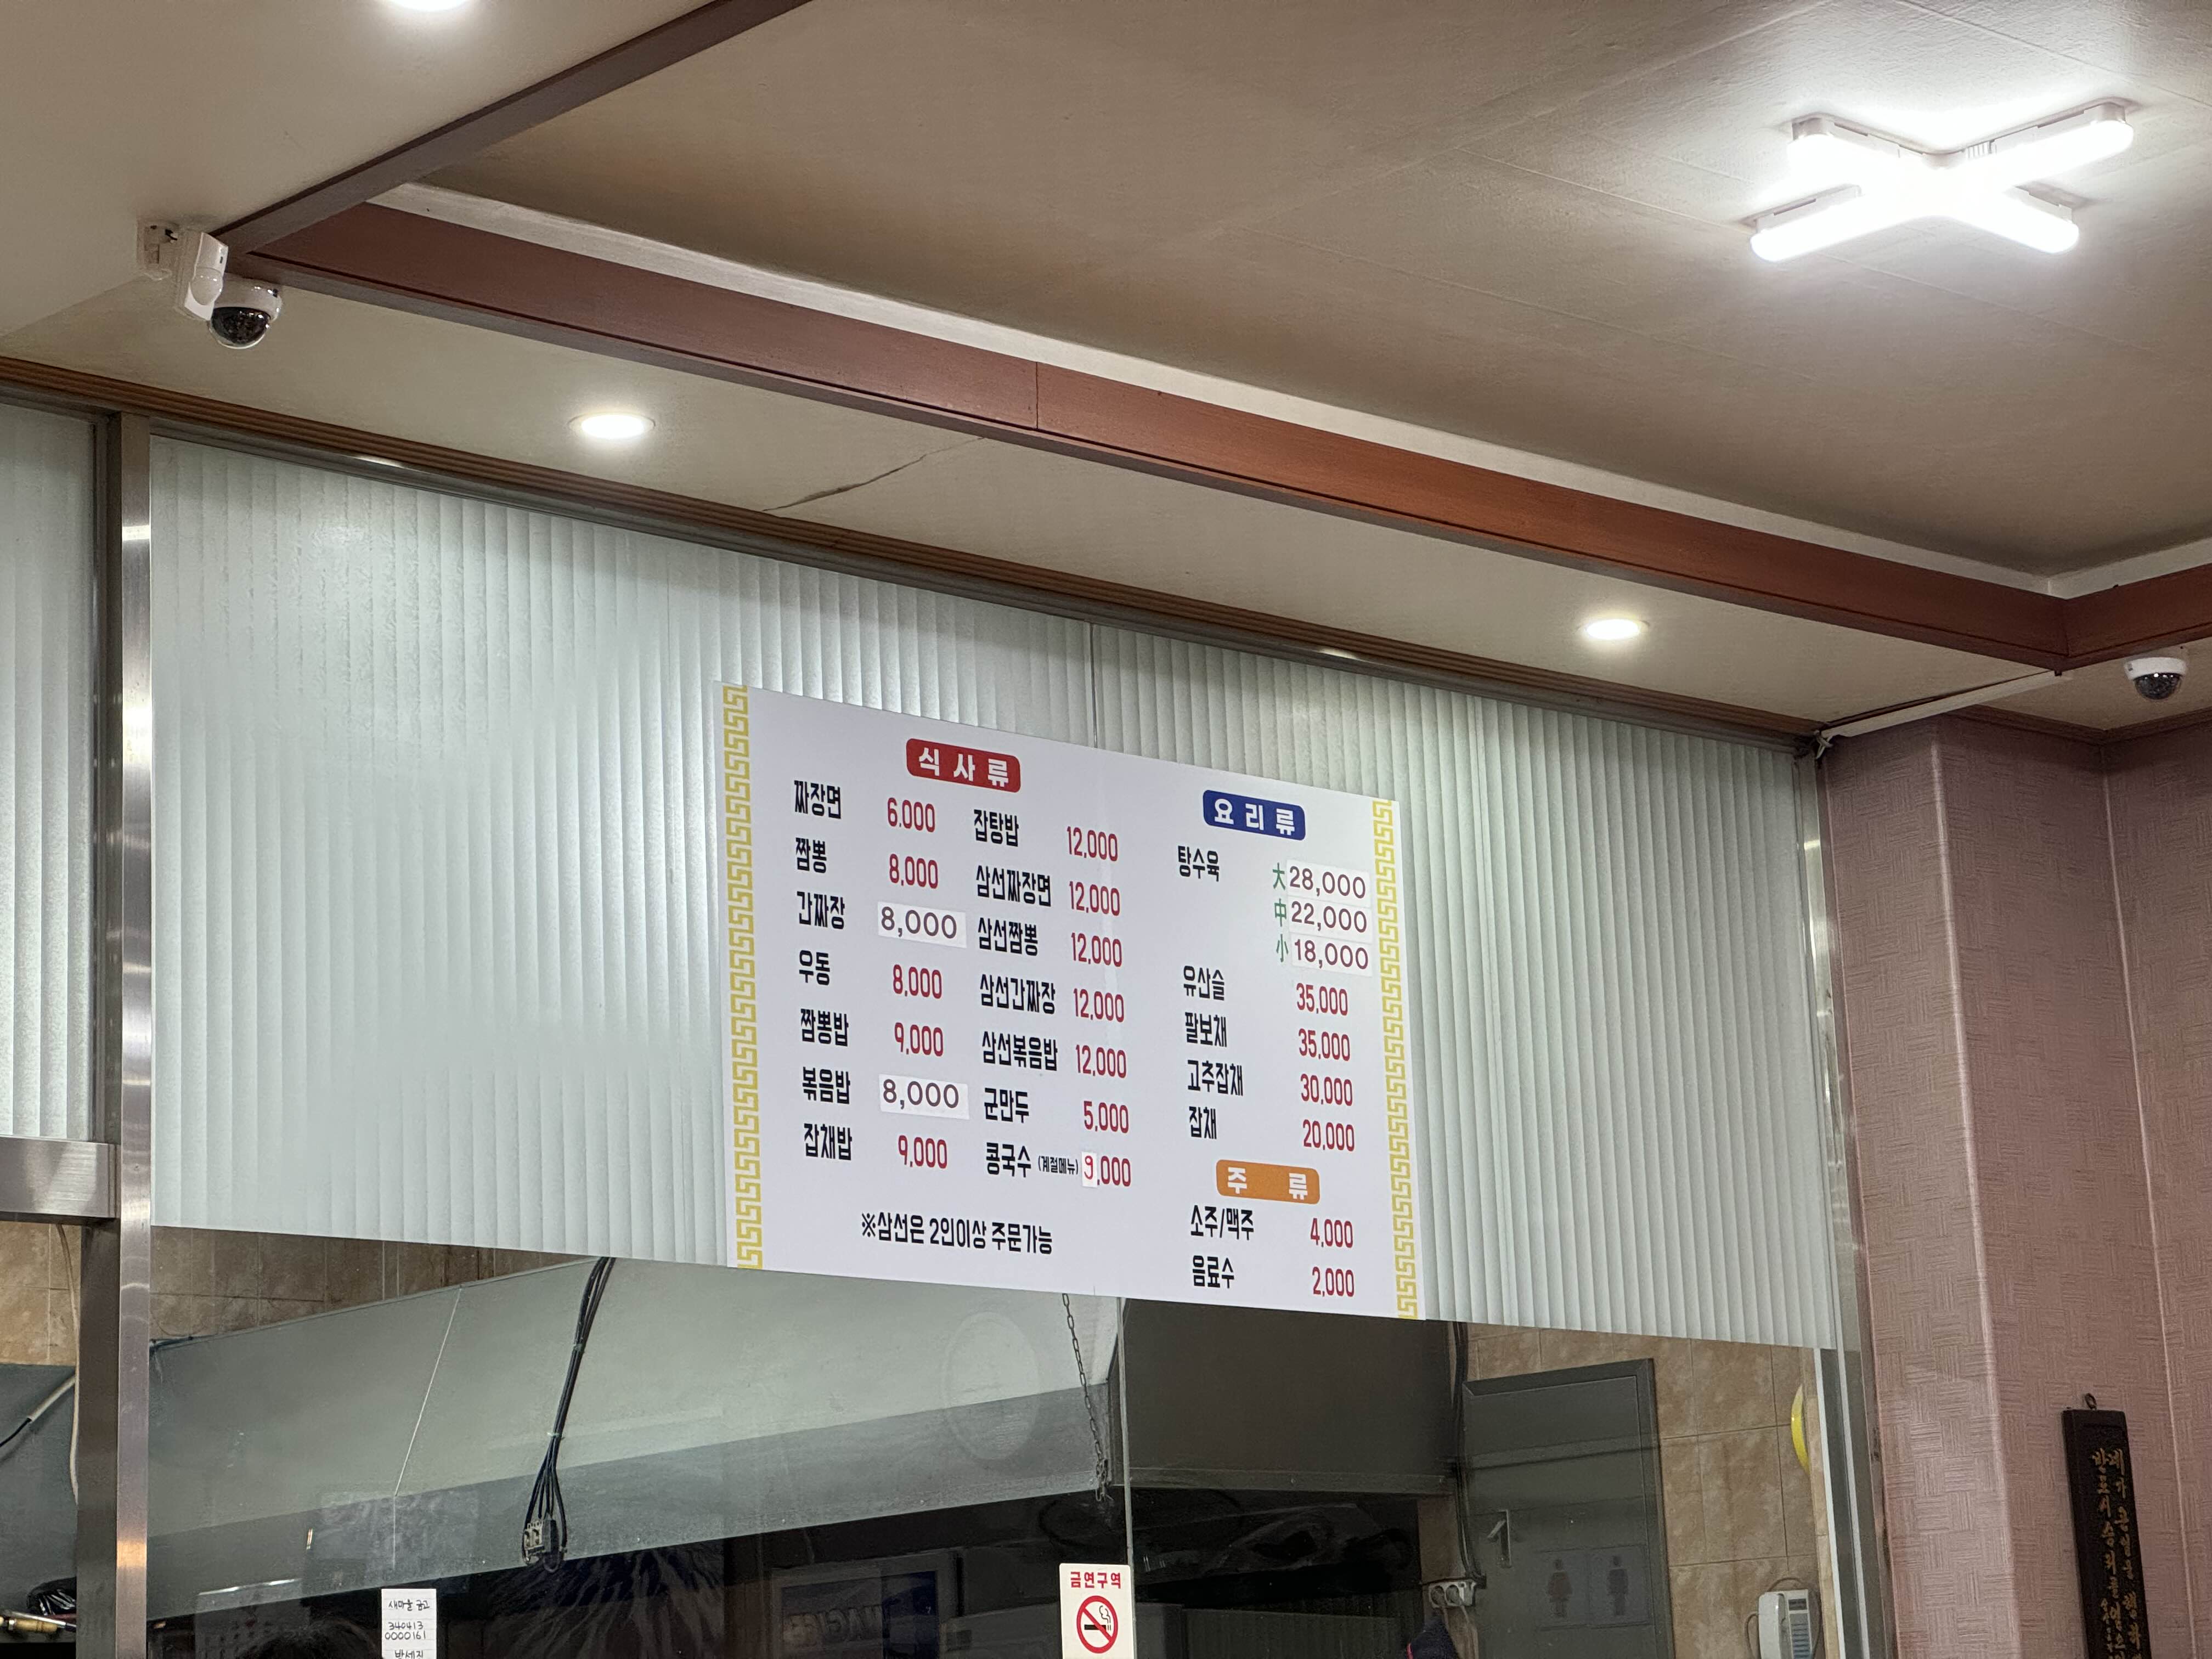 식사류
짜장면 6.000
짬뽕 8,000
간짜장 8,000
우동 8,000
짬뽕밥 9,000
볶음밥 8,000
잡채밥 9,000
잡탕밥 12,000
삼선짜장면 12,000
삼선짬뽕 12,000
삼선간짜장 12,000
삼선볶음밥 12,000
군만두 5,000
콩국수 (계절메뉴) 9,000
※삼선은 2인이상 주문가능
요리류
탕수육 大 28,000
中 22,000
小 18,000
유산슬 35,000
팔보채 35,000
고추잡채 30,000
잡채 20,000
주 류
소주/맥주 4,000
음료수 2,000
금연구역
새마을 금고
340413
0000161